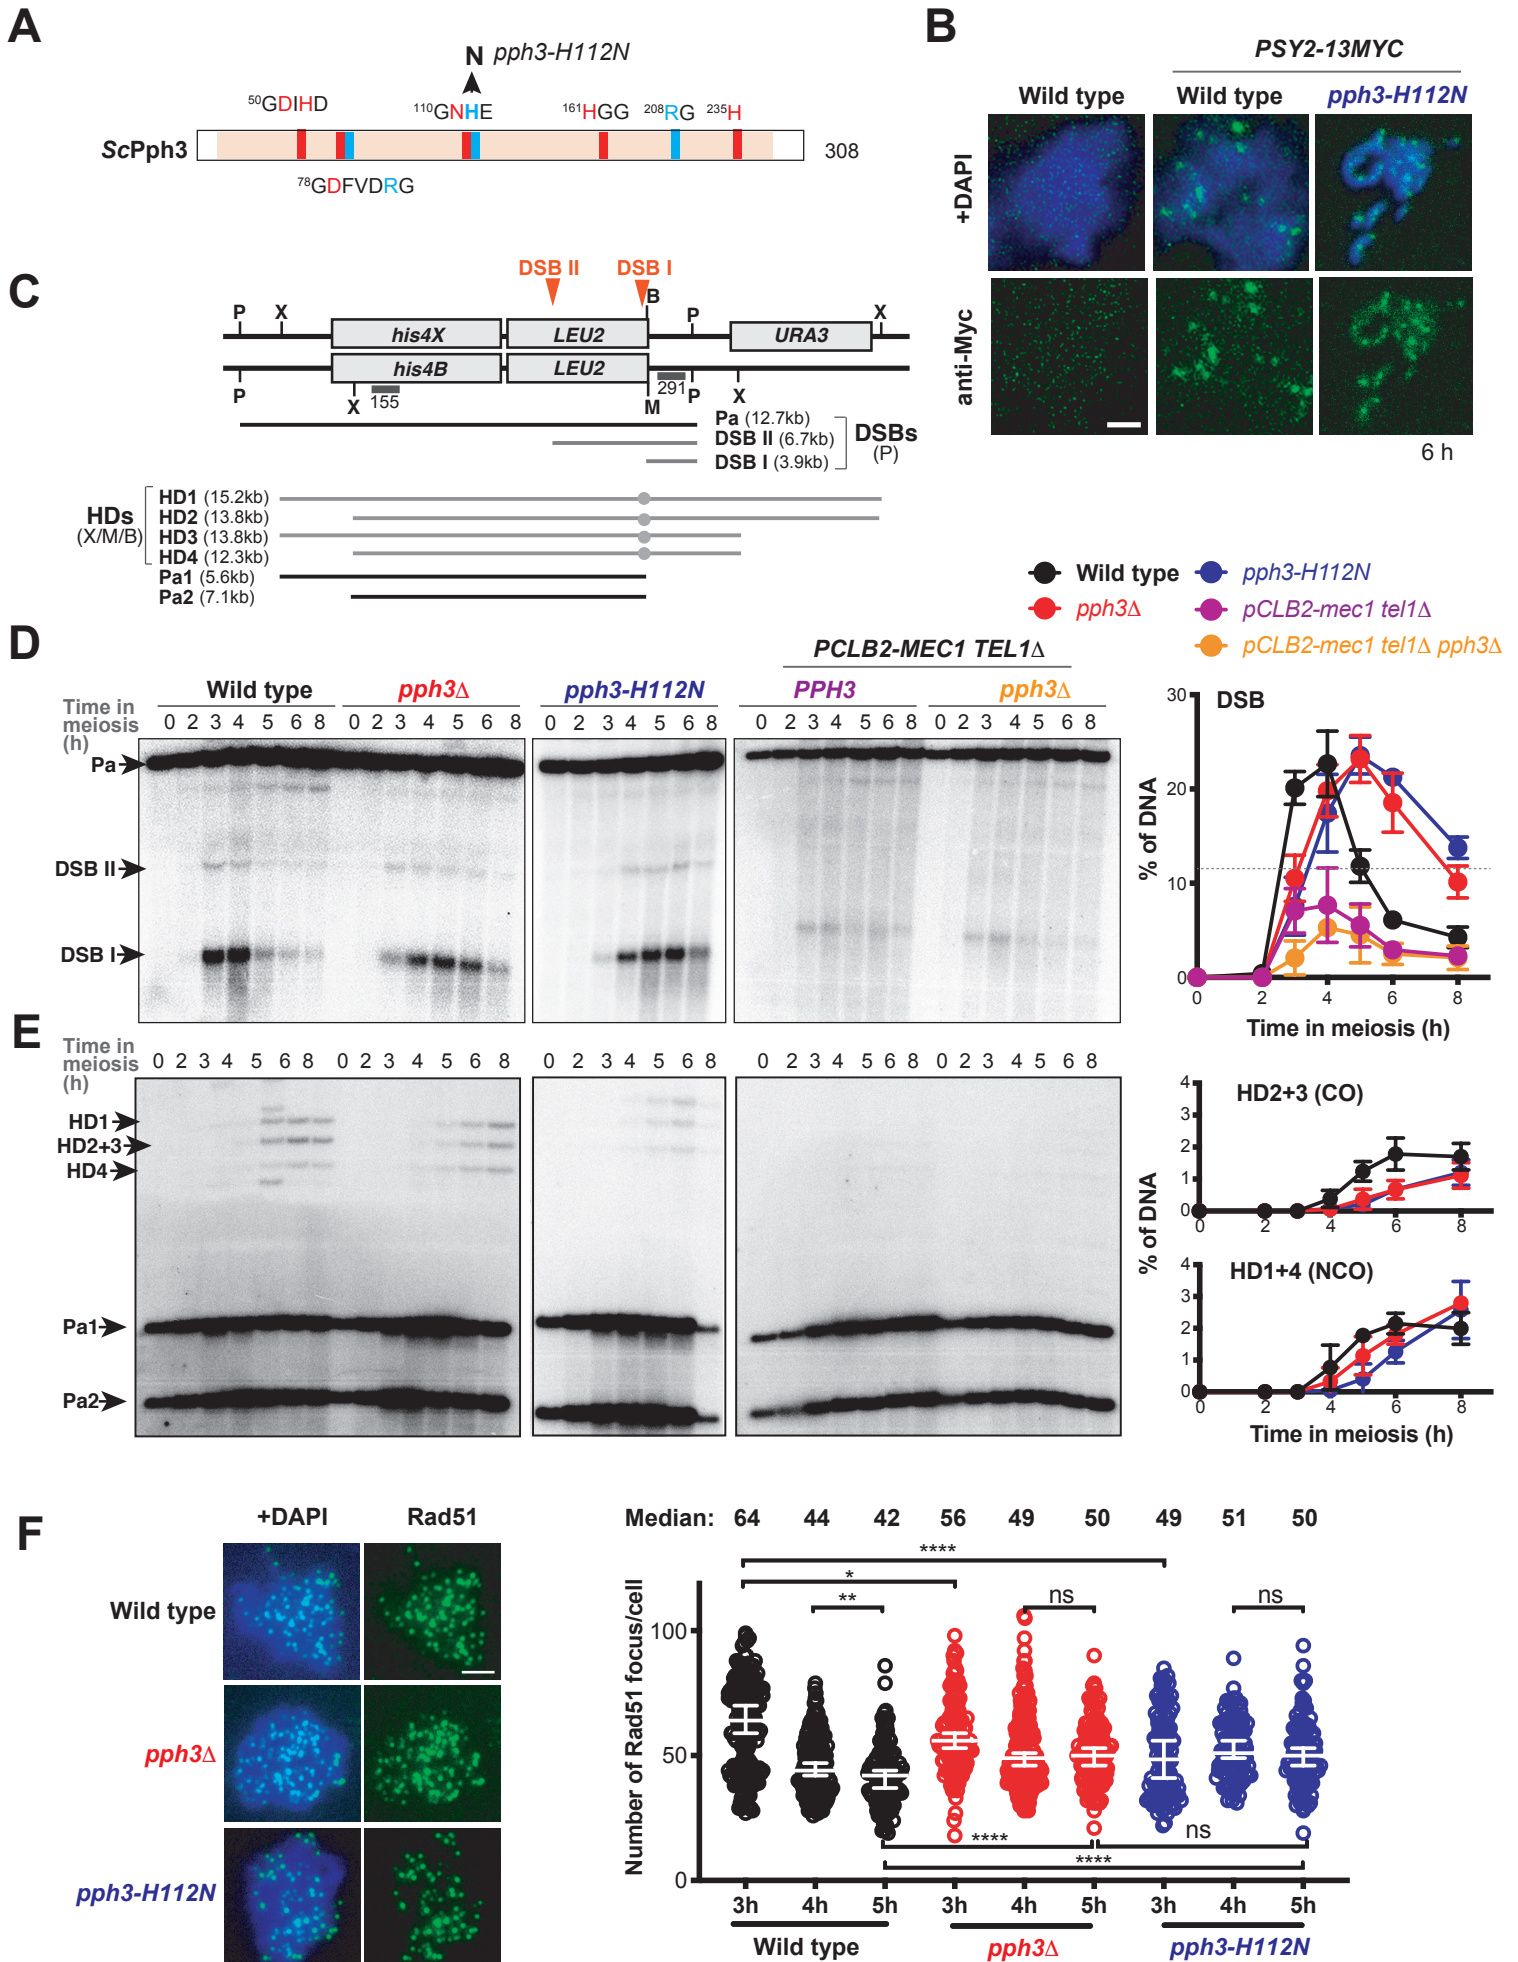 A
N pph3-H112N
50GDIHD
110GNHE
161HGG
208RG
235H
ScPph3
308
78GDFVDRG
B
PSY2-13MYC
Wild type
Wild type
pph3-H112N
+DAPI
anti-Myc
6 h
C
DSB II
DSB I
B
P
X
P
X
his4X
LEU2
URA3
his4B
LEU2
P
X
155
M
291
P
X
Pa (12.7kb)
DSB II (6.7kb)
DSB I (3.9kb)
DSBs
(P)
HDs
(X/M/B)
HD1 (15.2kb)
HD2 (13.8kb)
HD3 (13.8kb)
HD4 (12.3kb)
Pa1 (5.6kb)
Pa2 (7.1kb)
Wild type
pph3-H112N
pph3Δ
pCLB2-mec1 tel1Δ
pCLB2-mec1 tel1Δ pph3Δ
D
PCLB2-MEC1 TEL1Δ
Wild type
pph3Δ
pph3-H112N
PPH3
pph3Δ
Time in
meiosis
(h)
0 2 3 4 5 6 8 0 2 3 4 5 6 8
0 2 3 4 5 6 8
0 2 3 4 5 6 8 0 2 3 4 5 6 8
Pa
DSB II
DSB I
DSB
30
20
10
0
% of DNA
0 2 4 6 8
Time in meiosis (h)
E
Time in
meiosis
(h)
0 2 3 4 5 6 8 0 2 3 4 5 6 8
0 2 3 4 5 6 8
0 2 3 4 5 6 8 0 2 3 4 5 6 8
HD1
HD2+3
HD4
Pa1
Pa2
HD2+3 (CO)
4
3
2
1
0
0 2 4 6 8
% of DNA
HD1+4 (NCO)
4
3
2
1
0
0 2 4 6 8
Time in meiosis (h)
F
+DAPI
Rad51
Wild type
pph3Δ
pph3-H112N
Median: 64 44 42 56 49 50 49 51 50
****
*
**
ns
ns
100
50
0
Number of Rad51 focus/cell
****
ns
****
3h 4h 5h 3h 4h 5h 3h 4h 5h
Wild type
pph3Δ
pph3-H112N